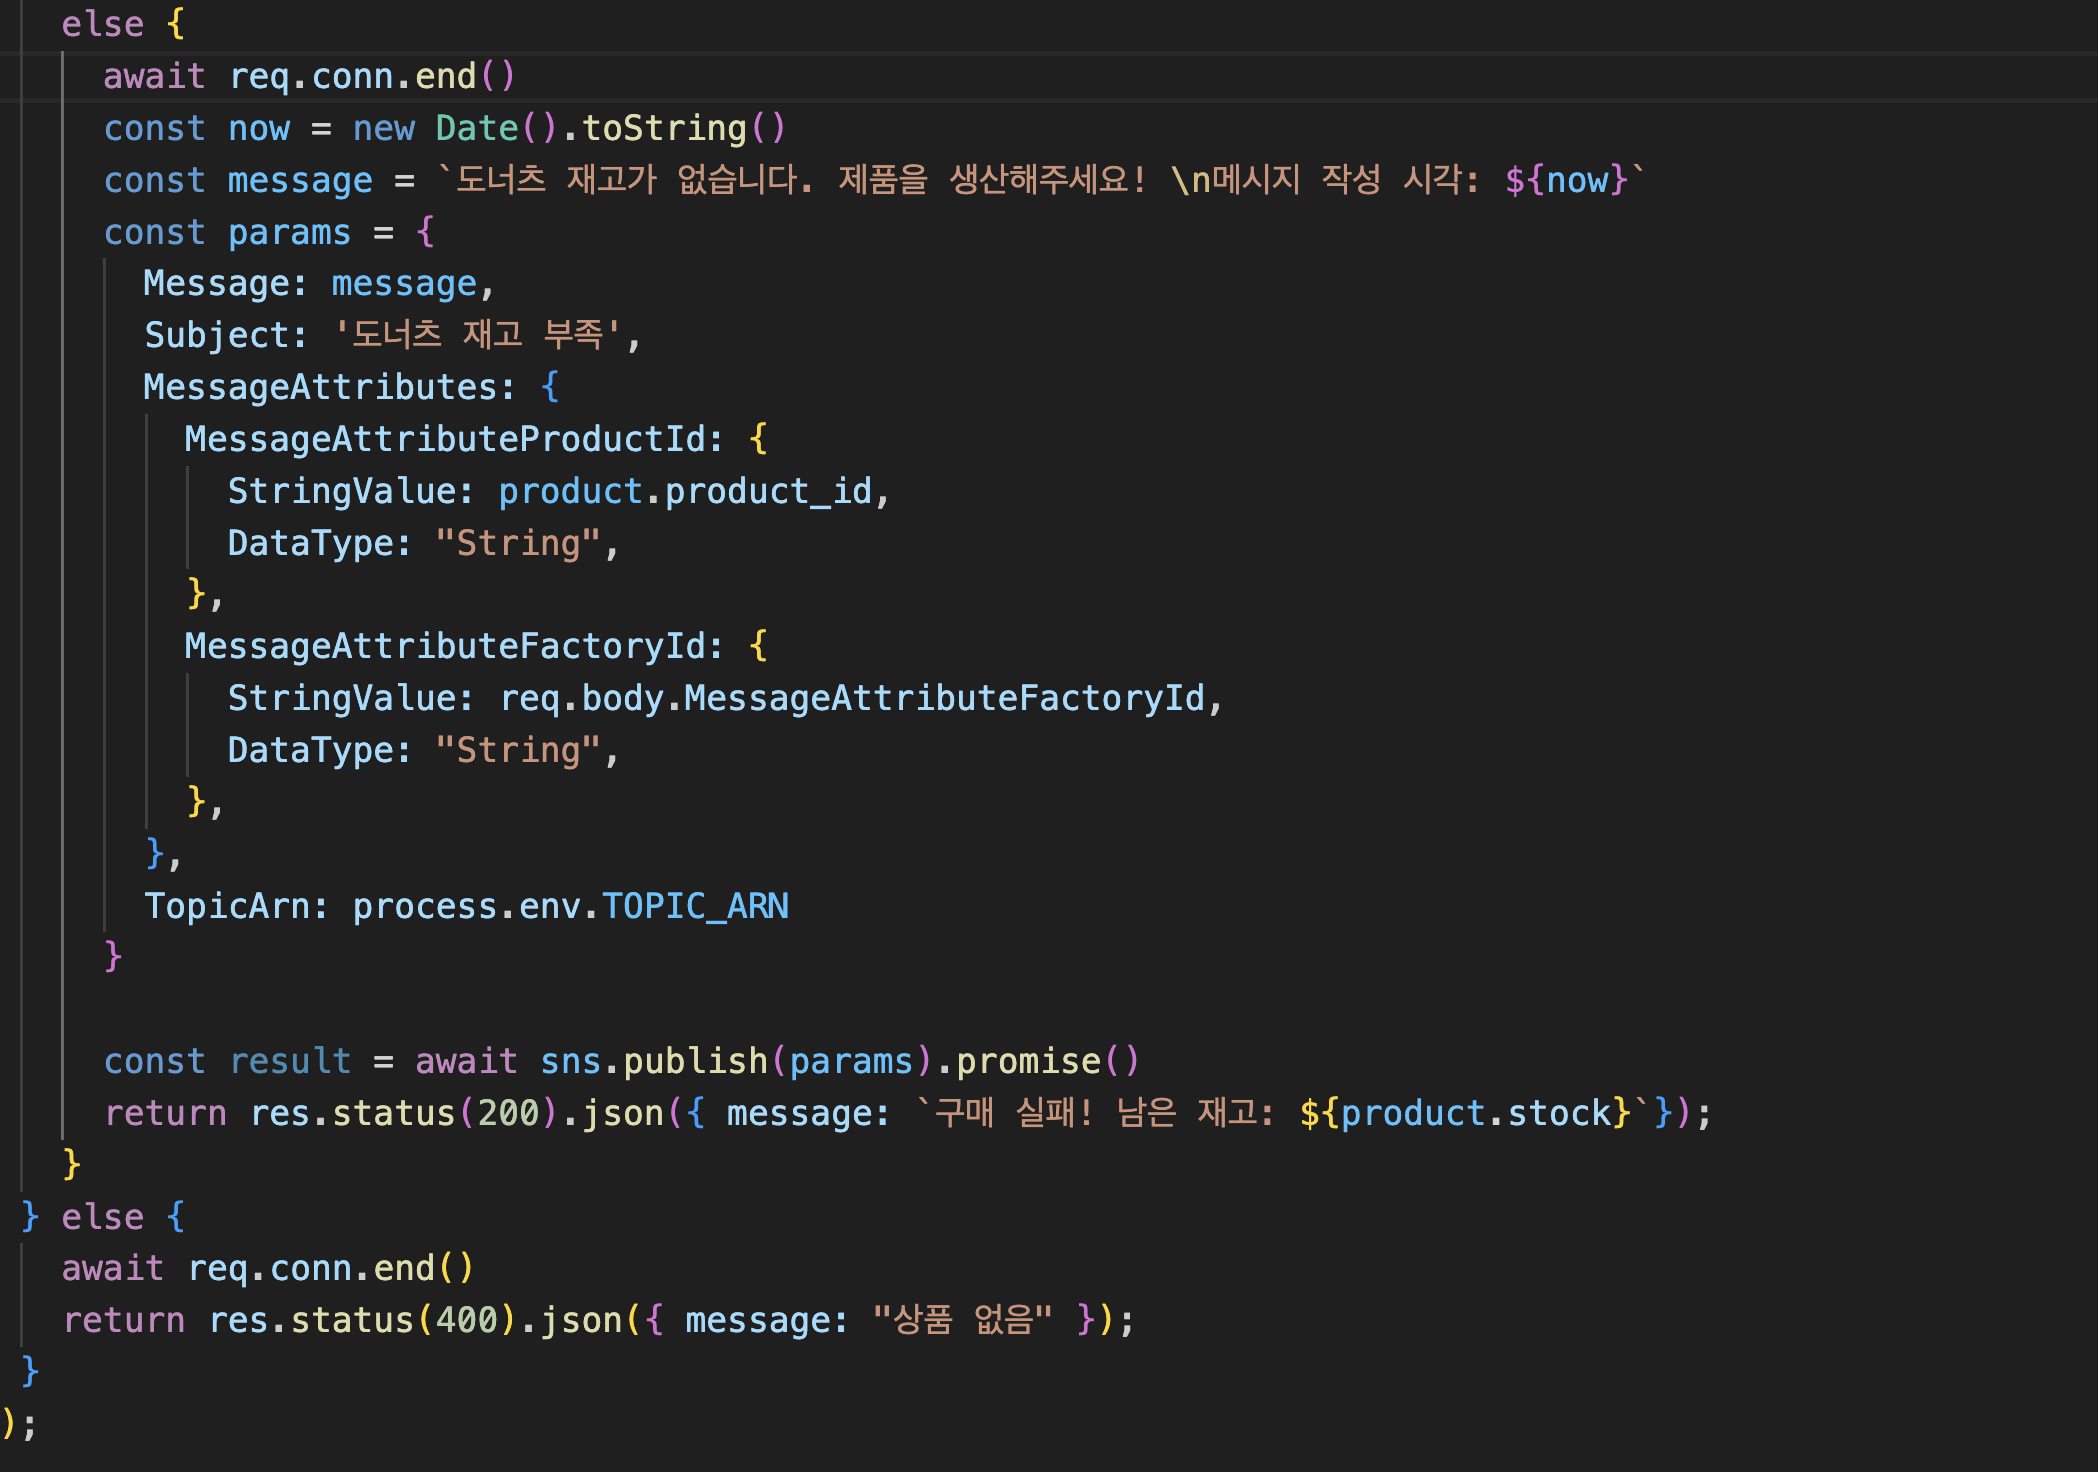 else {
await req.conn.end()
const now = new Date().toString()
const message = `도너츠 재고가 없습니다. 제품을 생산해주세요! \n메시지 작성 시각: ${now}`
const params = {
Message: message,
Subject: '도너츠 재고 부족',
MessageAttributes: {
MessageAttributeProductId: {
StringValue: product.product_id,
DataType: "String",
},
MessageAttributeFactoryId: {
StringValue: req.body.MessageAttributeFactoryId,
DataType: "String",
},
},
TopicArn: process.env.TOPIC_ARN
}
const result = await sns.publish(params).promise()
return res.status(200).json({ message: `구매 실패! 남은 재고: ${product.stock}`});
}
} else {
await req.conn.end()
return res.status(400).json({ message: "상품 없음" });
}
);